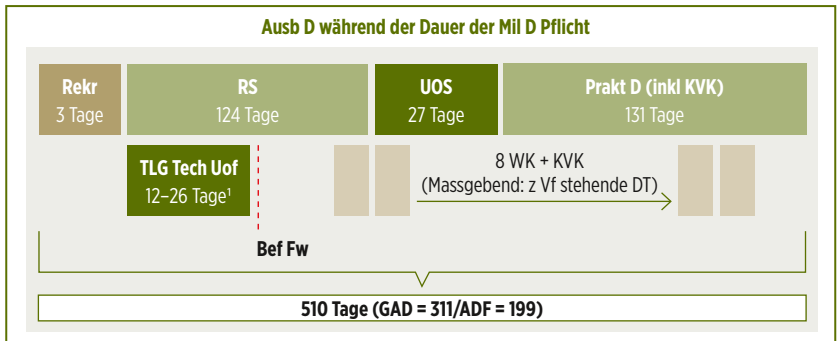 Ausb D während der Dauer der Mil D Pflicht
Rekr
3 Tage
RS
124 Tage
UOS
27 Tage
Prakt D (inkl KVK)
131 Tage
TLG Tech Uof
12–26 Tage¹
Bef Fw
8 WK + KVK
(Massgebend: z Vf stehende DT)
510 Tage (GAD = 311/ADF = 199)